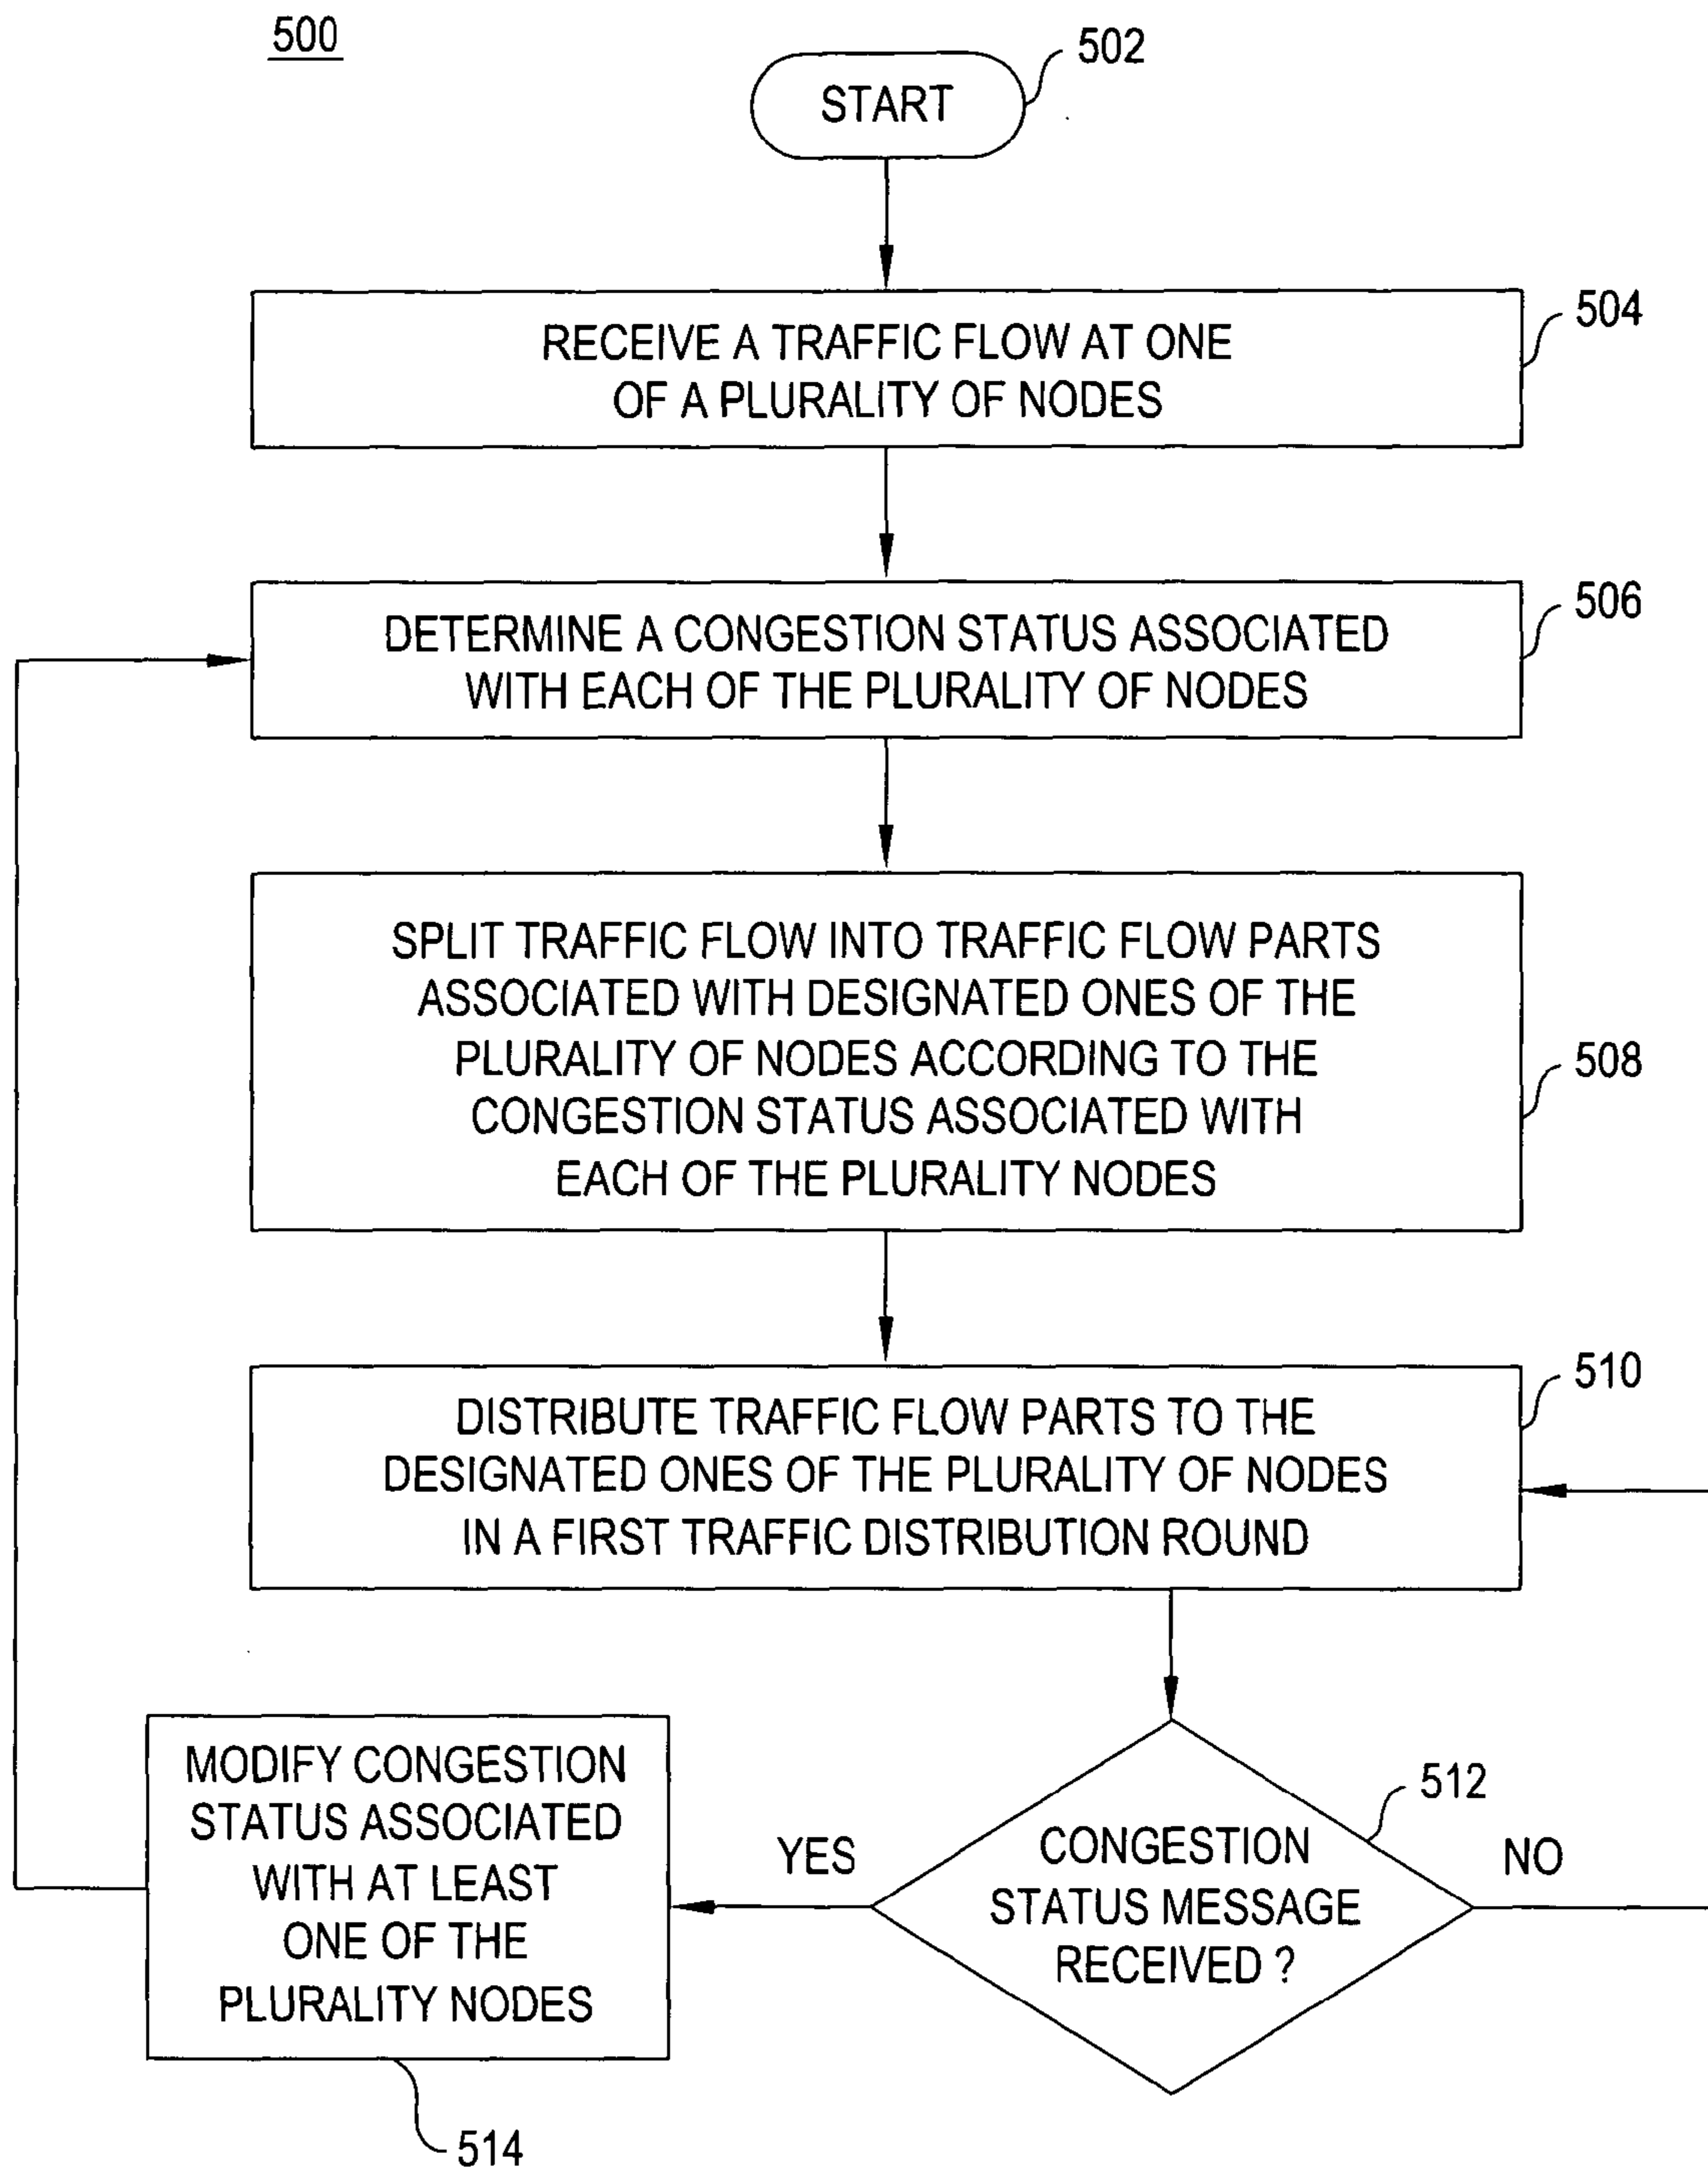 500
START
502
RECEIVE A TRAFFIC FLOW AT ONE
OF A PLURALITY OF NODES
504
DETERMINE A CONGESTION STATUS ASSOCIATED
WITH EACH OF THE PLURALITY OF NODES
506
SPLIT TRAFFIC FLOW INTO TRAFFIC FLOW PARTS
ASSOCIATED WITH DESIGNATED ONES OF THE
PLURALITY OF NODES ACCORDING TO THE
CONGESTION STATUS ASSOCIATED WITH
EACH OF THE PLURALITY NODES
508
DISTRIBUTE TRAFFIC FLOW PARTS TO THE
DESIGNATED ONES OF THE PLURALITY OF NODES
IN A FIRST TRAFFIC DISTRIBUTION ROUND
510
CONGESTION
STATUS MESSAGE
RECEIVED ?
512
YES
NO
MODIFY CONGESTION
STATUS ASSOCIATED
WITH AT LEAST
ONE OF THE
PLURALITY NODES
514